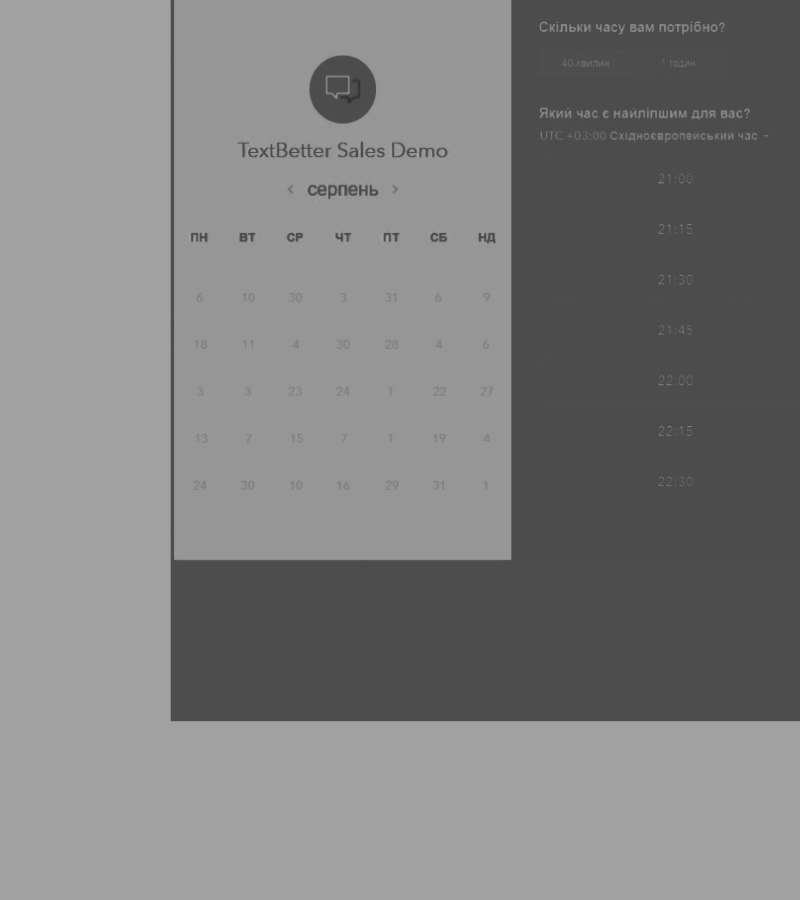 TextBetter Sales Demo
‹ серпень ›
ПН ВТ СР ЧТ ПТ СБ НД
6 10 30 3 31 6 9
18 11 4 30 28 4 6
3 3 23 24 1 22 27
13 7 15 7 1 19 4
24 30 10 16 29 31 1
Скільки часу вам потрібно?
40 хвилин 1 годин
Який час є найліпшим для вас?
UTC +03:00 Східноєвропейський час
21:00
21:15
21:30
21:45
22:00
22:15
22:30